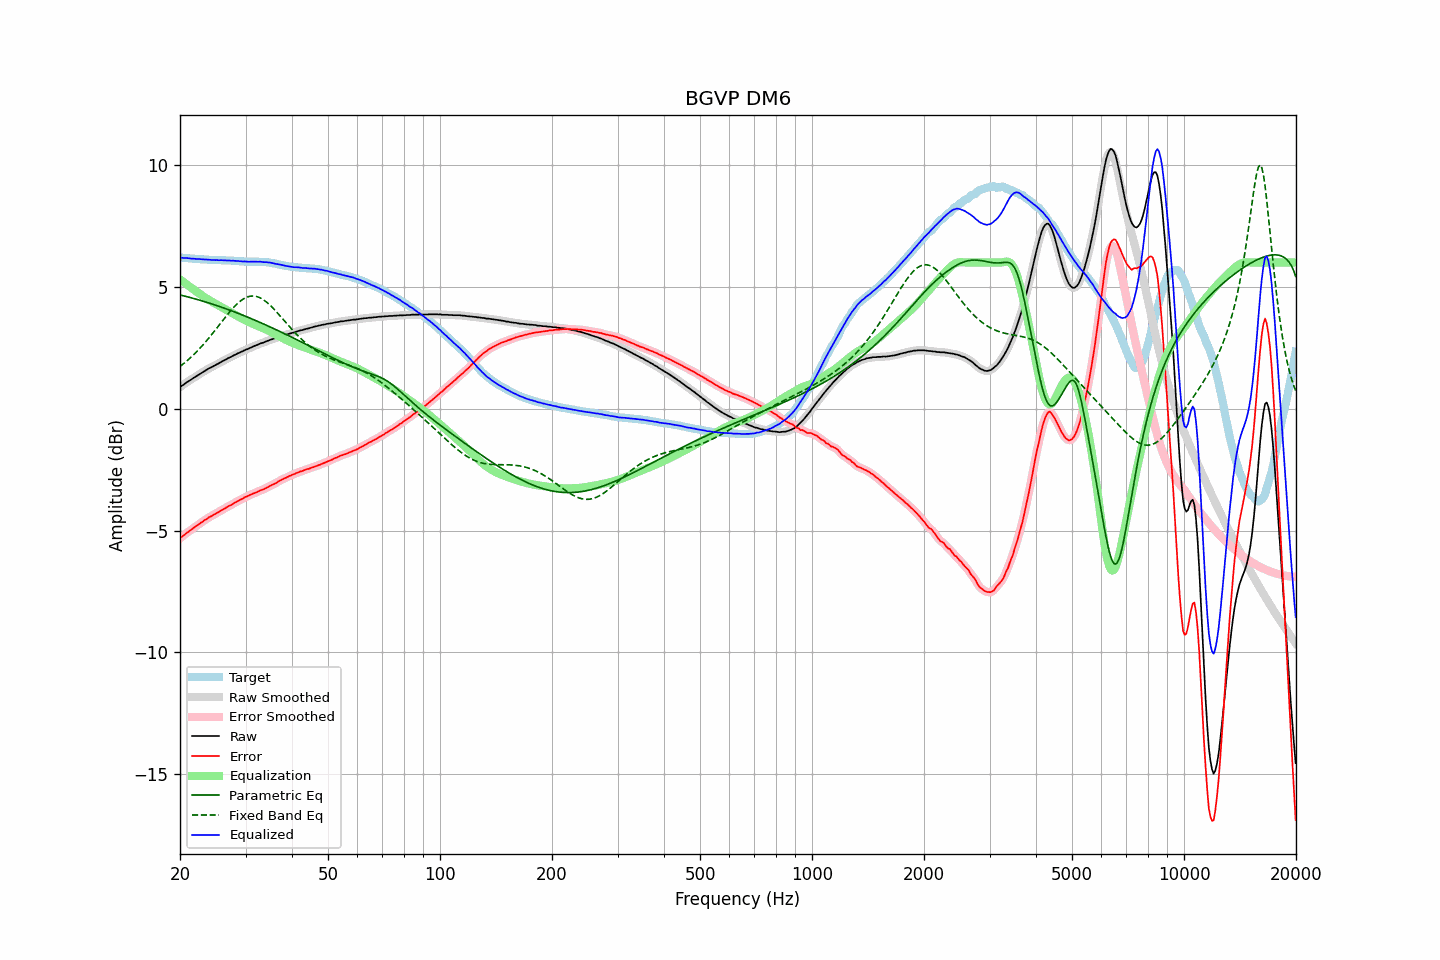 BGVP DM6
Amplitude (dBr)
10
5
0
−5
−10
−15
Target
Raw Smoothed
Error Smoothed
Raw
Error
Equalization
Parametric Eq
Fixed Band Eq
Equalized
20 50 100 200 500 1000 2000 5000 10000 20000
Frequency (Hz)